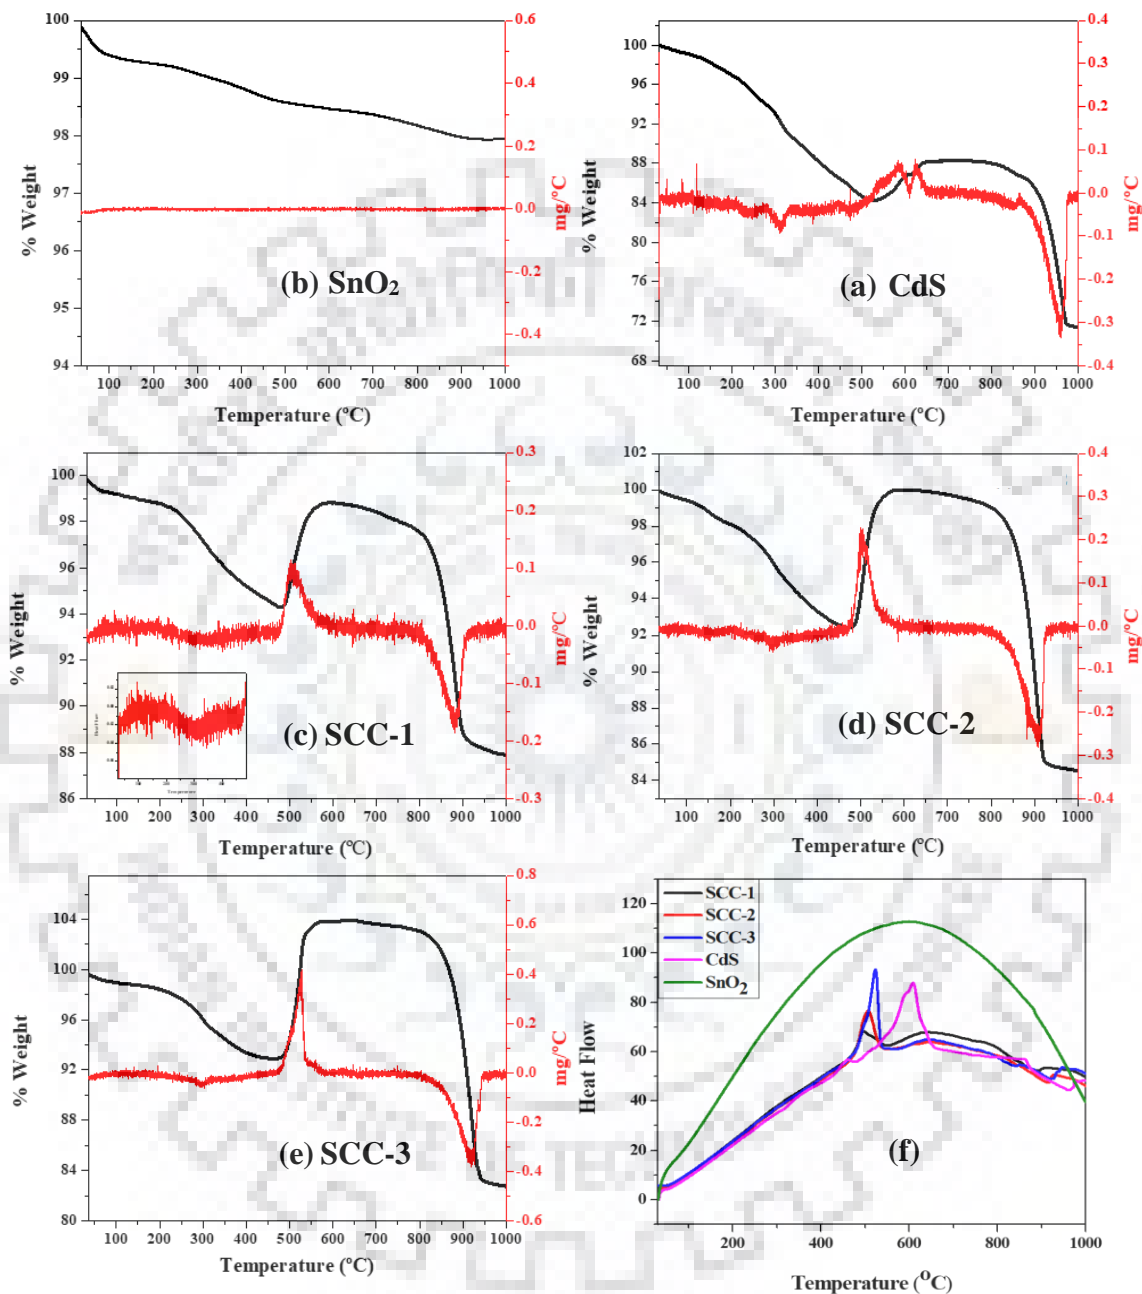 100
99
98
97
96
95
94
% Weight
0.6
0.4
0.2
0.0
-0.2
-0.4
-0.6
mg/°C
(b) SnO₂
100 200 300 400 500 600 700 800 900 1000
Temperature (°C)
100
96
92
88
84
80
76
72
68
% Weight
0.4
0.3
0.2
0.1
0.0
-0.1
-0.2
-0.3
-0.4
mg/°C
(a) CdS
100 200 300 400 500 600 700 800 900 1000
Temperature (°C)
100
98
96
94
92
90
88
86
% Weight
0.3
0.2
0.1
0.0
-0.1
-0.2
-0.3
mg/°C
(c) SCC-1
Temperature
100 200 300 400 500 600 700 800 900 1000
Temperature (°C)
102
100
98
96
94
92
90
88
86
84
% Weight
0.4
0.3
0.2
0.1
0.0
-0.1
-0.2
-0.3
-0.4
mg/°C
(d) SCC-2
100 200 300 400 500 600 700 800 900 1000
Temperature (°C)
104
100
96
92
88
84
80
% Weight
0.8
0.6
0.4
0.2
0.0
-0.2
-0.4
-0.6
mg/°C
(e) SCC-3
100 200 300 400 500 600 700 800 900 1000
Temperature (°C)
SCC-1
SCC-2
SCC-3
CdS
SnO₂
120
100
80
60
40
20
0
Heat Flow
(f)
200 400 600 800 1000
Temperature (⁰C)